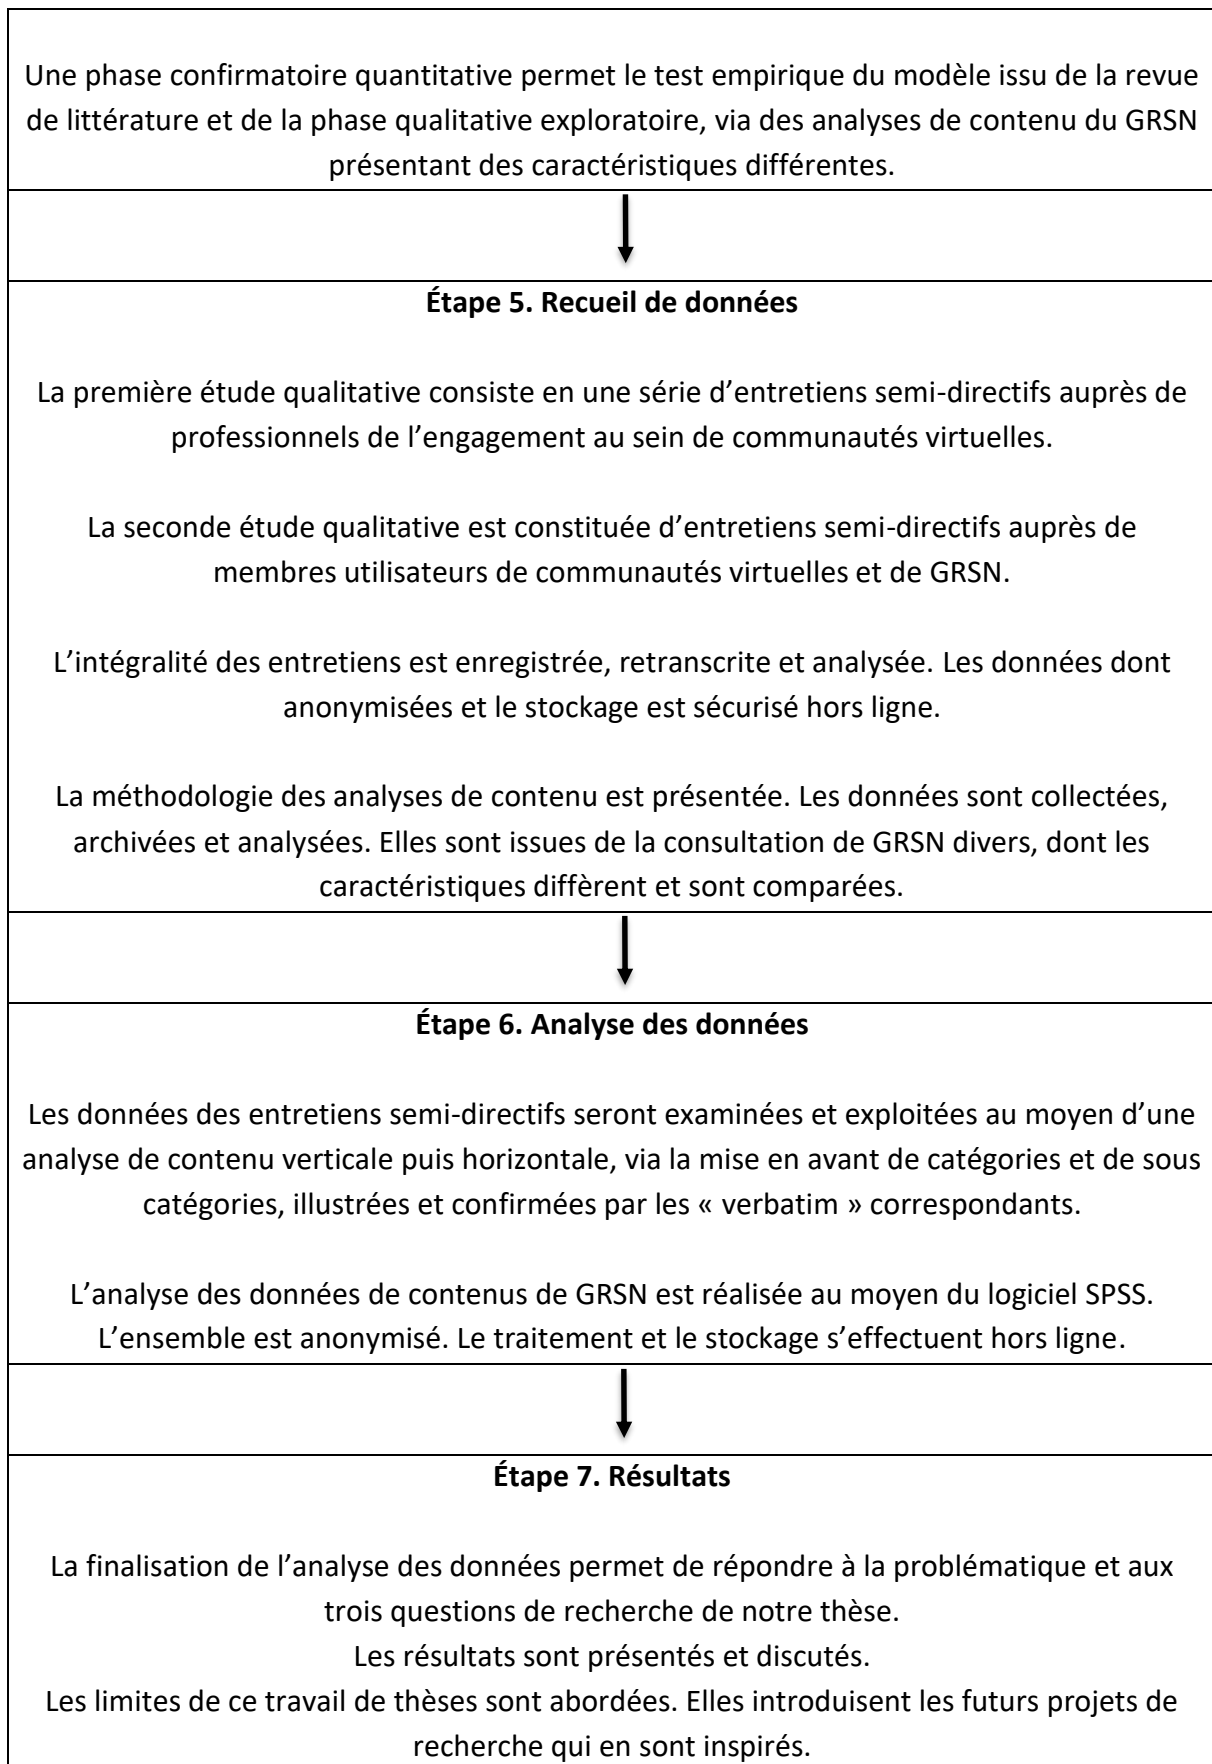 Une phase confirmatoire quantitative permet le test empirique du modèle issu de la revue
de littérature et de la phase qualitative exploratoire, via des analyses de contenu du GRSN
présentant des caractéristiques différentes.
Étape 5. Recueil de données
La première étude qualitative consiste en une série d’entretiens semi-directifs auprès de
professionnels de l’engagement au sein de communautés virtuelles.
La seconde étude qualitative est constituée d’entretiens semi-directifs auprès de
membres utilisateurs de communautés virtuelles et de GRSN.
L’intégralité des entretiens est enregistrée, retranscrite et analysée. Les données dont
anonymisées et le stockage est sécurisé hors ligne.
La méthodologie des analyses de contenu est présentée. Les données sont collectées,
archivées et analysées. Elles sont issues de la consultation de GRSN divers, dont les
caractéristiques diffèrent et sont comparées.
Étape 6. Analyse des données
Les données des entretiens semi-directifs seront examinées et exploitées au moyen d’une
analyse de contenu verticale puis horizontale, via la mise en avant de catégories et de sous
catégories, illustrées et confirmées par les « verbatim » correspondants.
L’analyse des données de contenus de GRSN est réalisée au moyen du logiciel SPSS.
L’ensemble est anonymisé. Le traitement et le stockage s’effectuent hors ligne.
Étape 7. Résultats
La finalisation de l’analyse des données permet de répondre à la problématique et aux
trois questions de recherche de notre thèse.
Les résultats sont présentés et discutés.
Les limites de ce travail de thèses sont abordées. Elles introduisent les futurs projets de
recherche qui en sont inspirés.